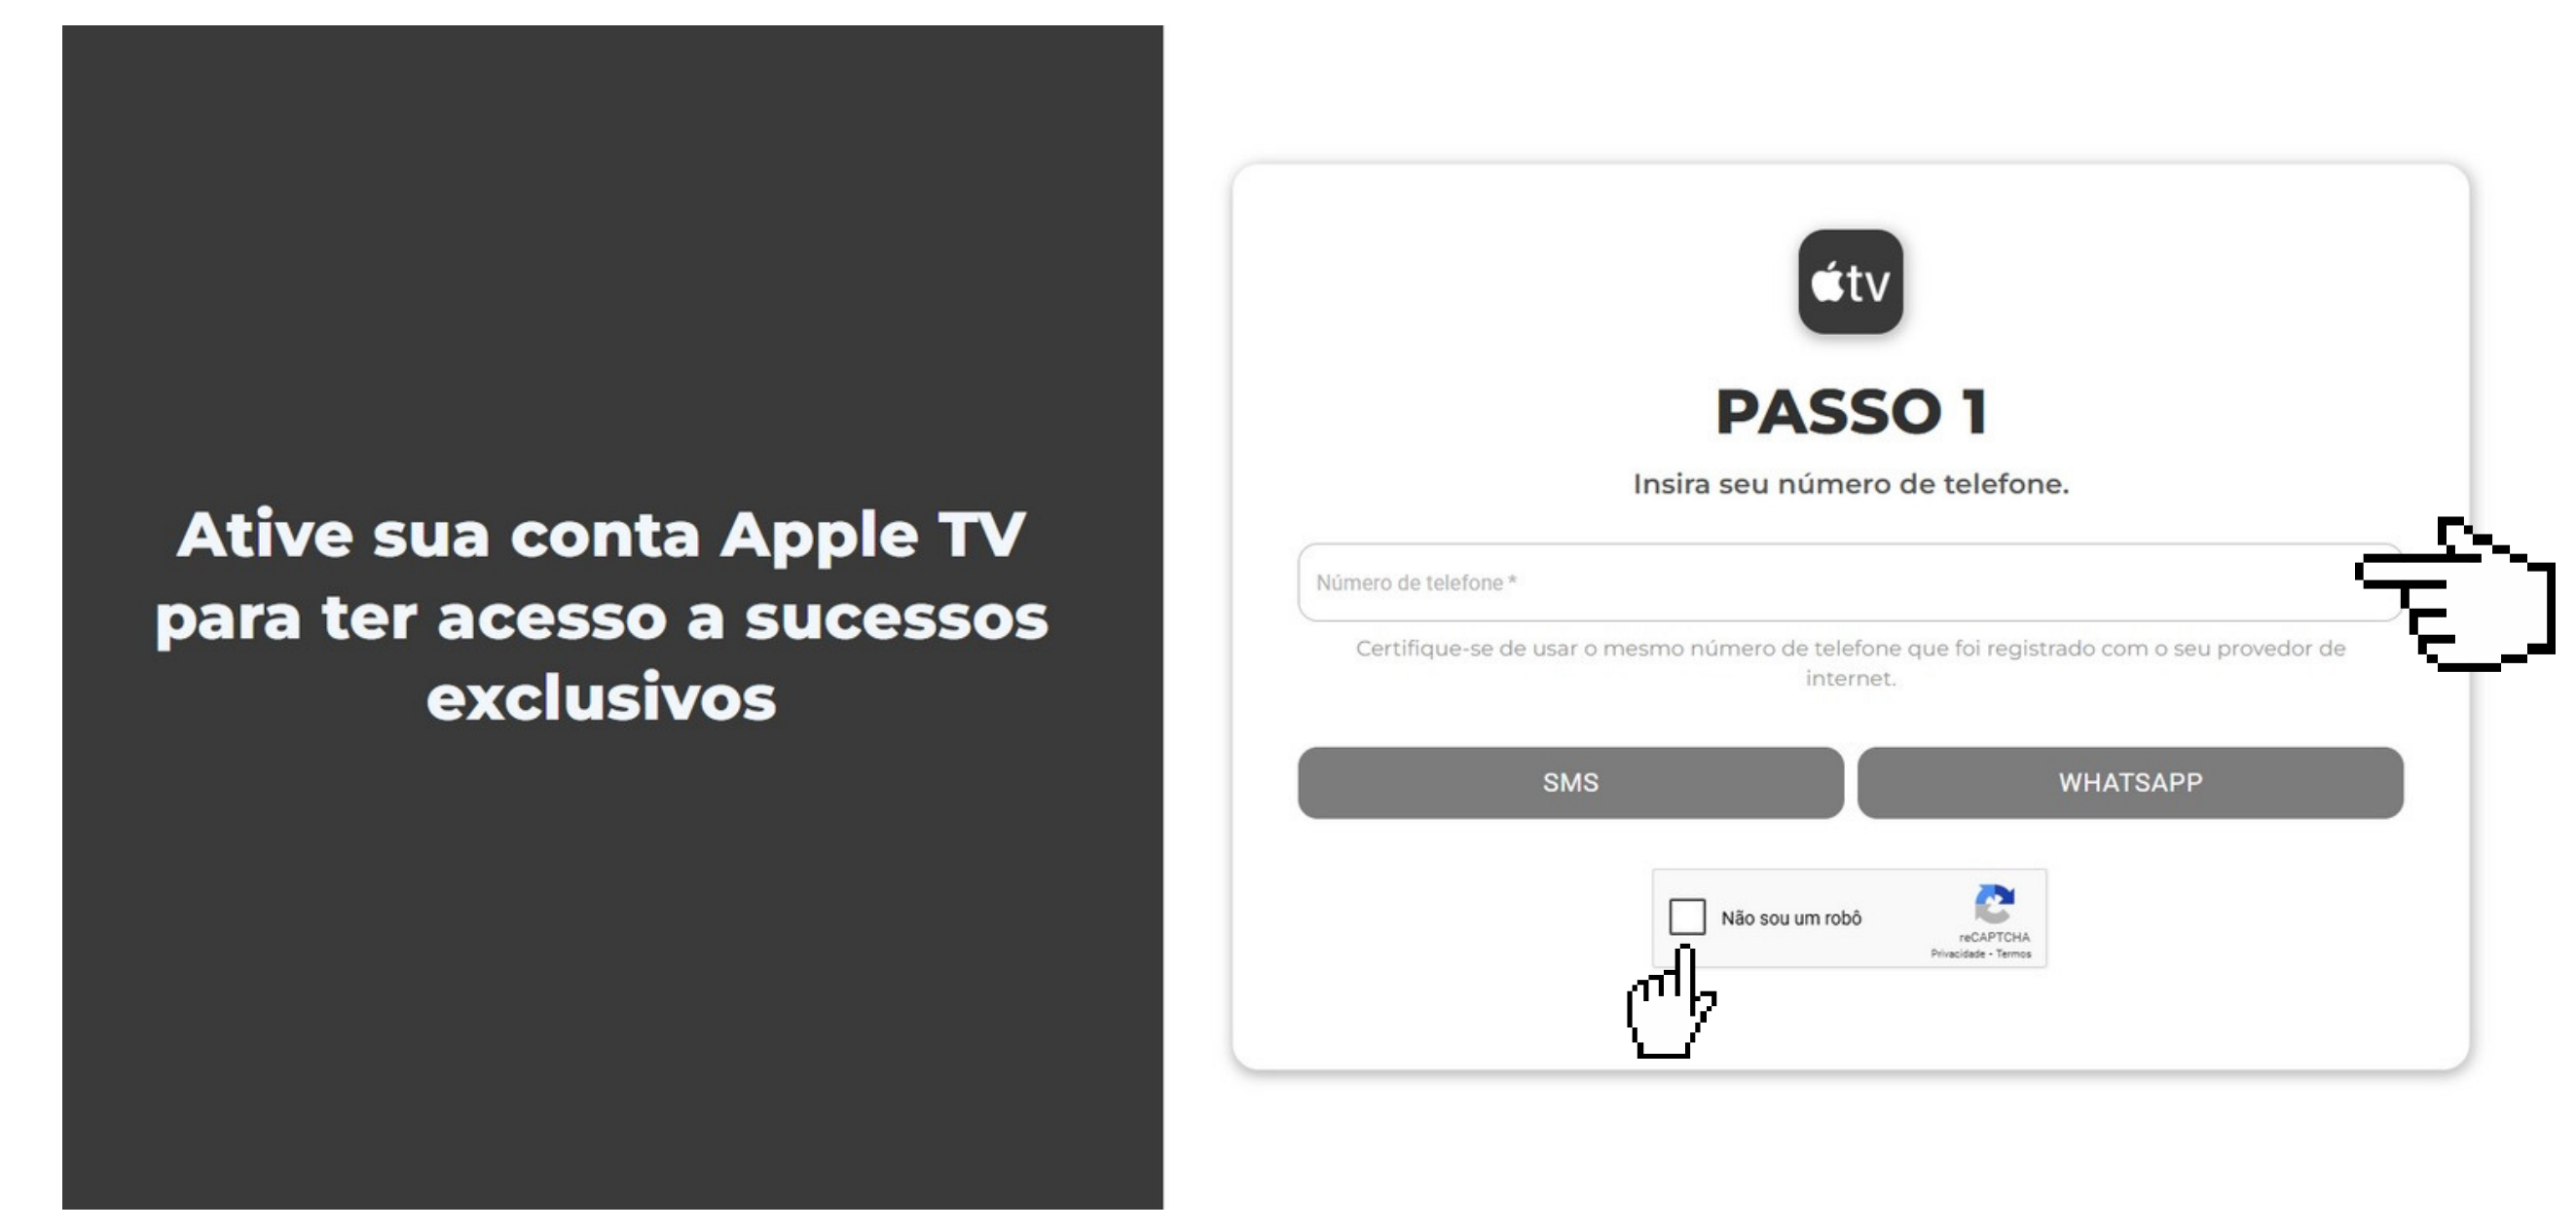 Ative sua conta Apple TV
para ter acesso a sucessos
exclusivos
tv
PASSO 1
Insira seu número de telefone.
Número de telefone *
Certifique-se de usar o mesmo número de telefone que foi registrado com o seu provedor de
internet.
SMS
WHATSAPP
Não sou um robô
reCAPTCHA
Privacidade - Termos